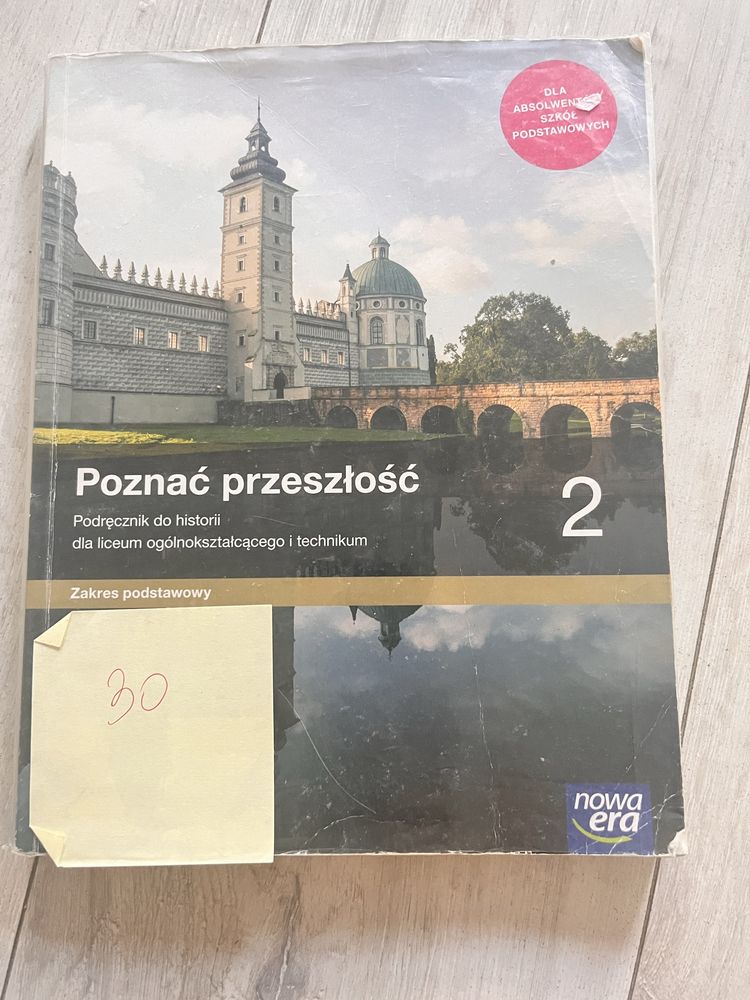 DLA
ABSOLWENTÓW
SZKÓŁ
PODSTAWOWYCH
Poznać przeszłość
2
Podręcznik do historii
dla liceum ogólnokształcącego i technikum
Zakres podstawowy
30
nowa
era